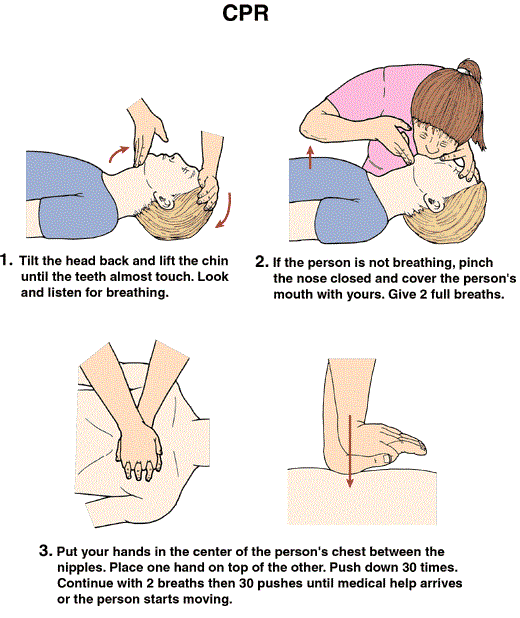 CPR
1. Tilt the head back and lift the chin
until the teeth almost touch. Look
and listen for breathing.
2. If the person is not breathing, pinch
the nose closed and cover the person's
mouth with yours. Give 2 full breaths.
3. Put your hands in the center of the person's chest between the
nipples. Place one hand on top of the other. Push down 30 times.
Continue with 2 breaths then 30 pushes until medical help arrives
or the person starts moving.